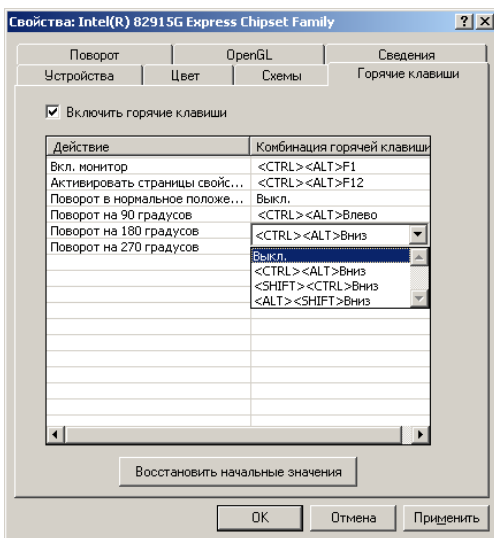 Свойства: Intel(R) 82915G Express Chipset Family
Поворот OpenGL Сведения
Устройства Цвет Схемы Горячие клавиши
Включить горячие клавиши
Действие Комбинация горячей клавиши
Вкл. монитор <CTRL><ALT>F1
Активировать страницы свойс... <CTRL><ALT>F12
Поворот в нормальное положе... Выкл.
Поворот на 90 градусов <CTRL><ALT>Влево
Поворот на 180 градусов <CTRL><ALT>Вниз
Поворот на 270 градусов Выкл.
<CTRL><ALT>Вниз
<SHIFT><CTRL>Вниз
<ALT><SHIFT>Вниз
Восстановить начальные значения
OK Отмена Применить